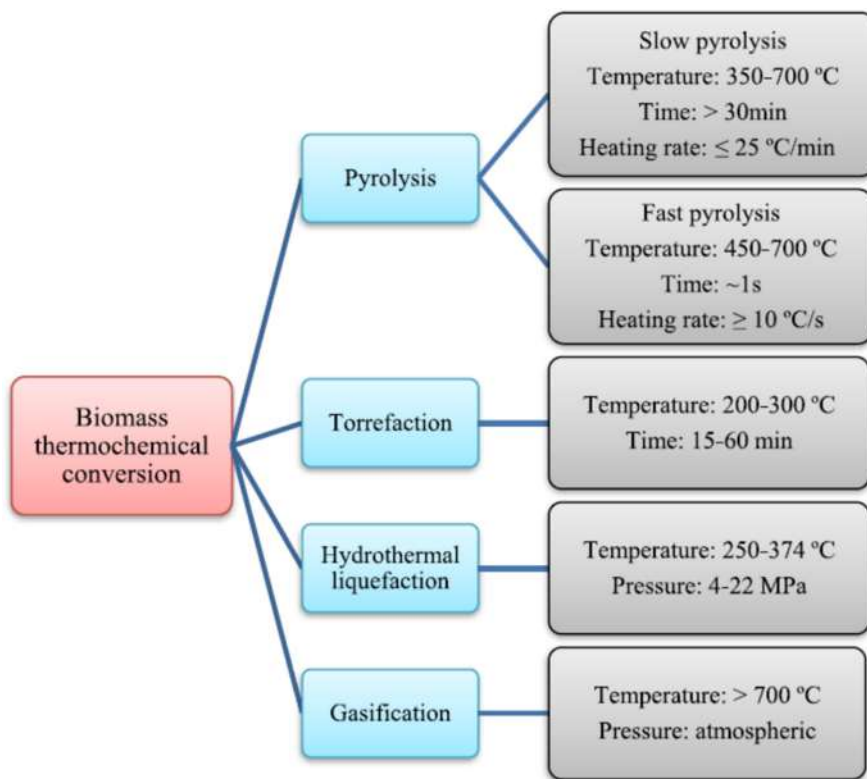 Biomass
thermochemical
conversion
Pyrolysis
Slow pyrolysis
Temperature: 350-700 ºC
Time: > 30min
Heating rate: ≤ 25 ºC/min
Fast pyrolysis
Temperature: 450-700 ºC
Time: ~1s
Heating rate: ≥ 10 ºC/s
Torrefaction
Temperature: 200-300 ºC
Time: 15-60 min
Hydrothermal
liquefaction
Temperature: 250-374 ºC
Pressure: 4-22 MPa
Gasification
Temperature: > 700 ºC
Pressure: atmospheric